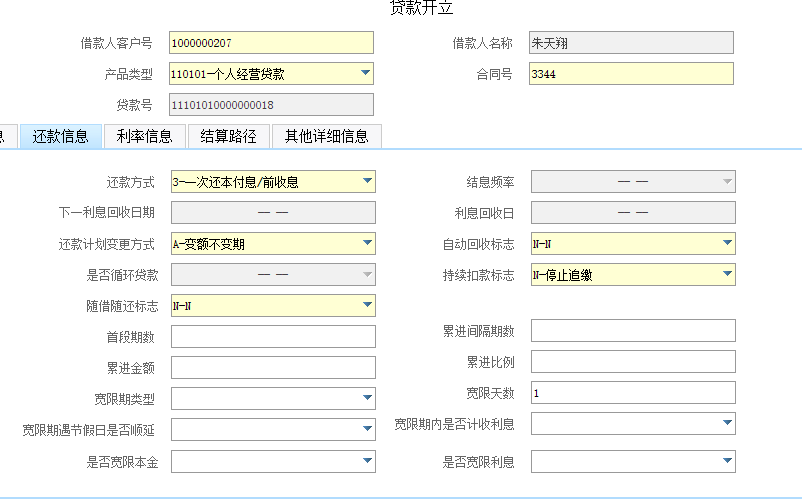 贷款开立
借款人客户号 1000000207 借款人名称 朱天翔
产品类型 110101-个人经营贷款 合同号 3344
贷款号 11101010000000018
息 还款信息 利率信息 结算路径 其他详细信息
还款方式 3-一次还本付息/前收息 结息频率 — —
下一利息回收日期 — — 利息回收日 — —
还款计划变更方式 A-变额不变期 自动回收标志 N-N
是否循环贷款 — — 持续扣款标志 N-停止追缴
随借随还标志 N-N
首段期数 累进间隔期数
累进金额 累进比例
宽限期类型 宽限天数 1
宽限期遇节假日是否顺延 宽限期内是否计收利息
是否宽限本金 是否宽限利息